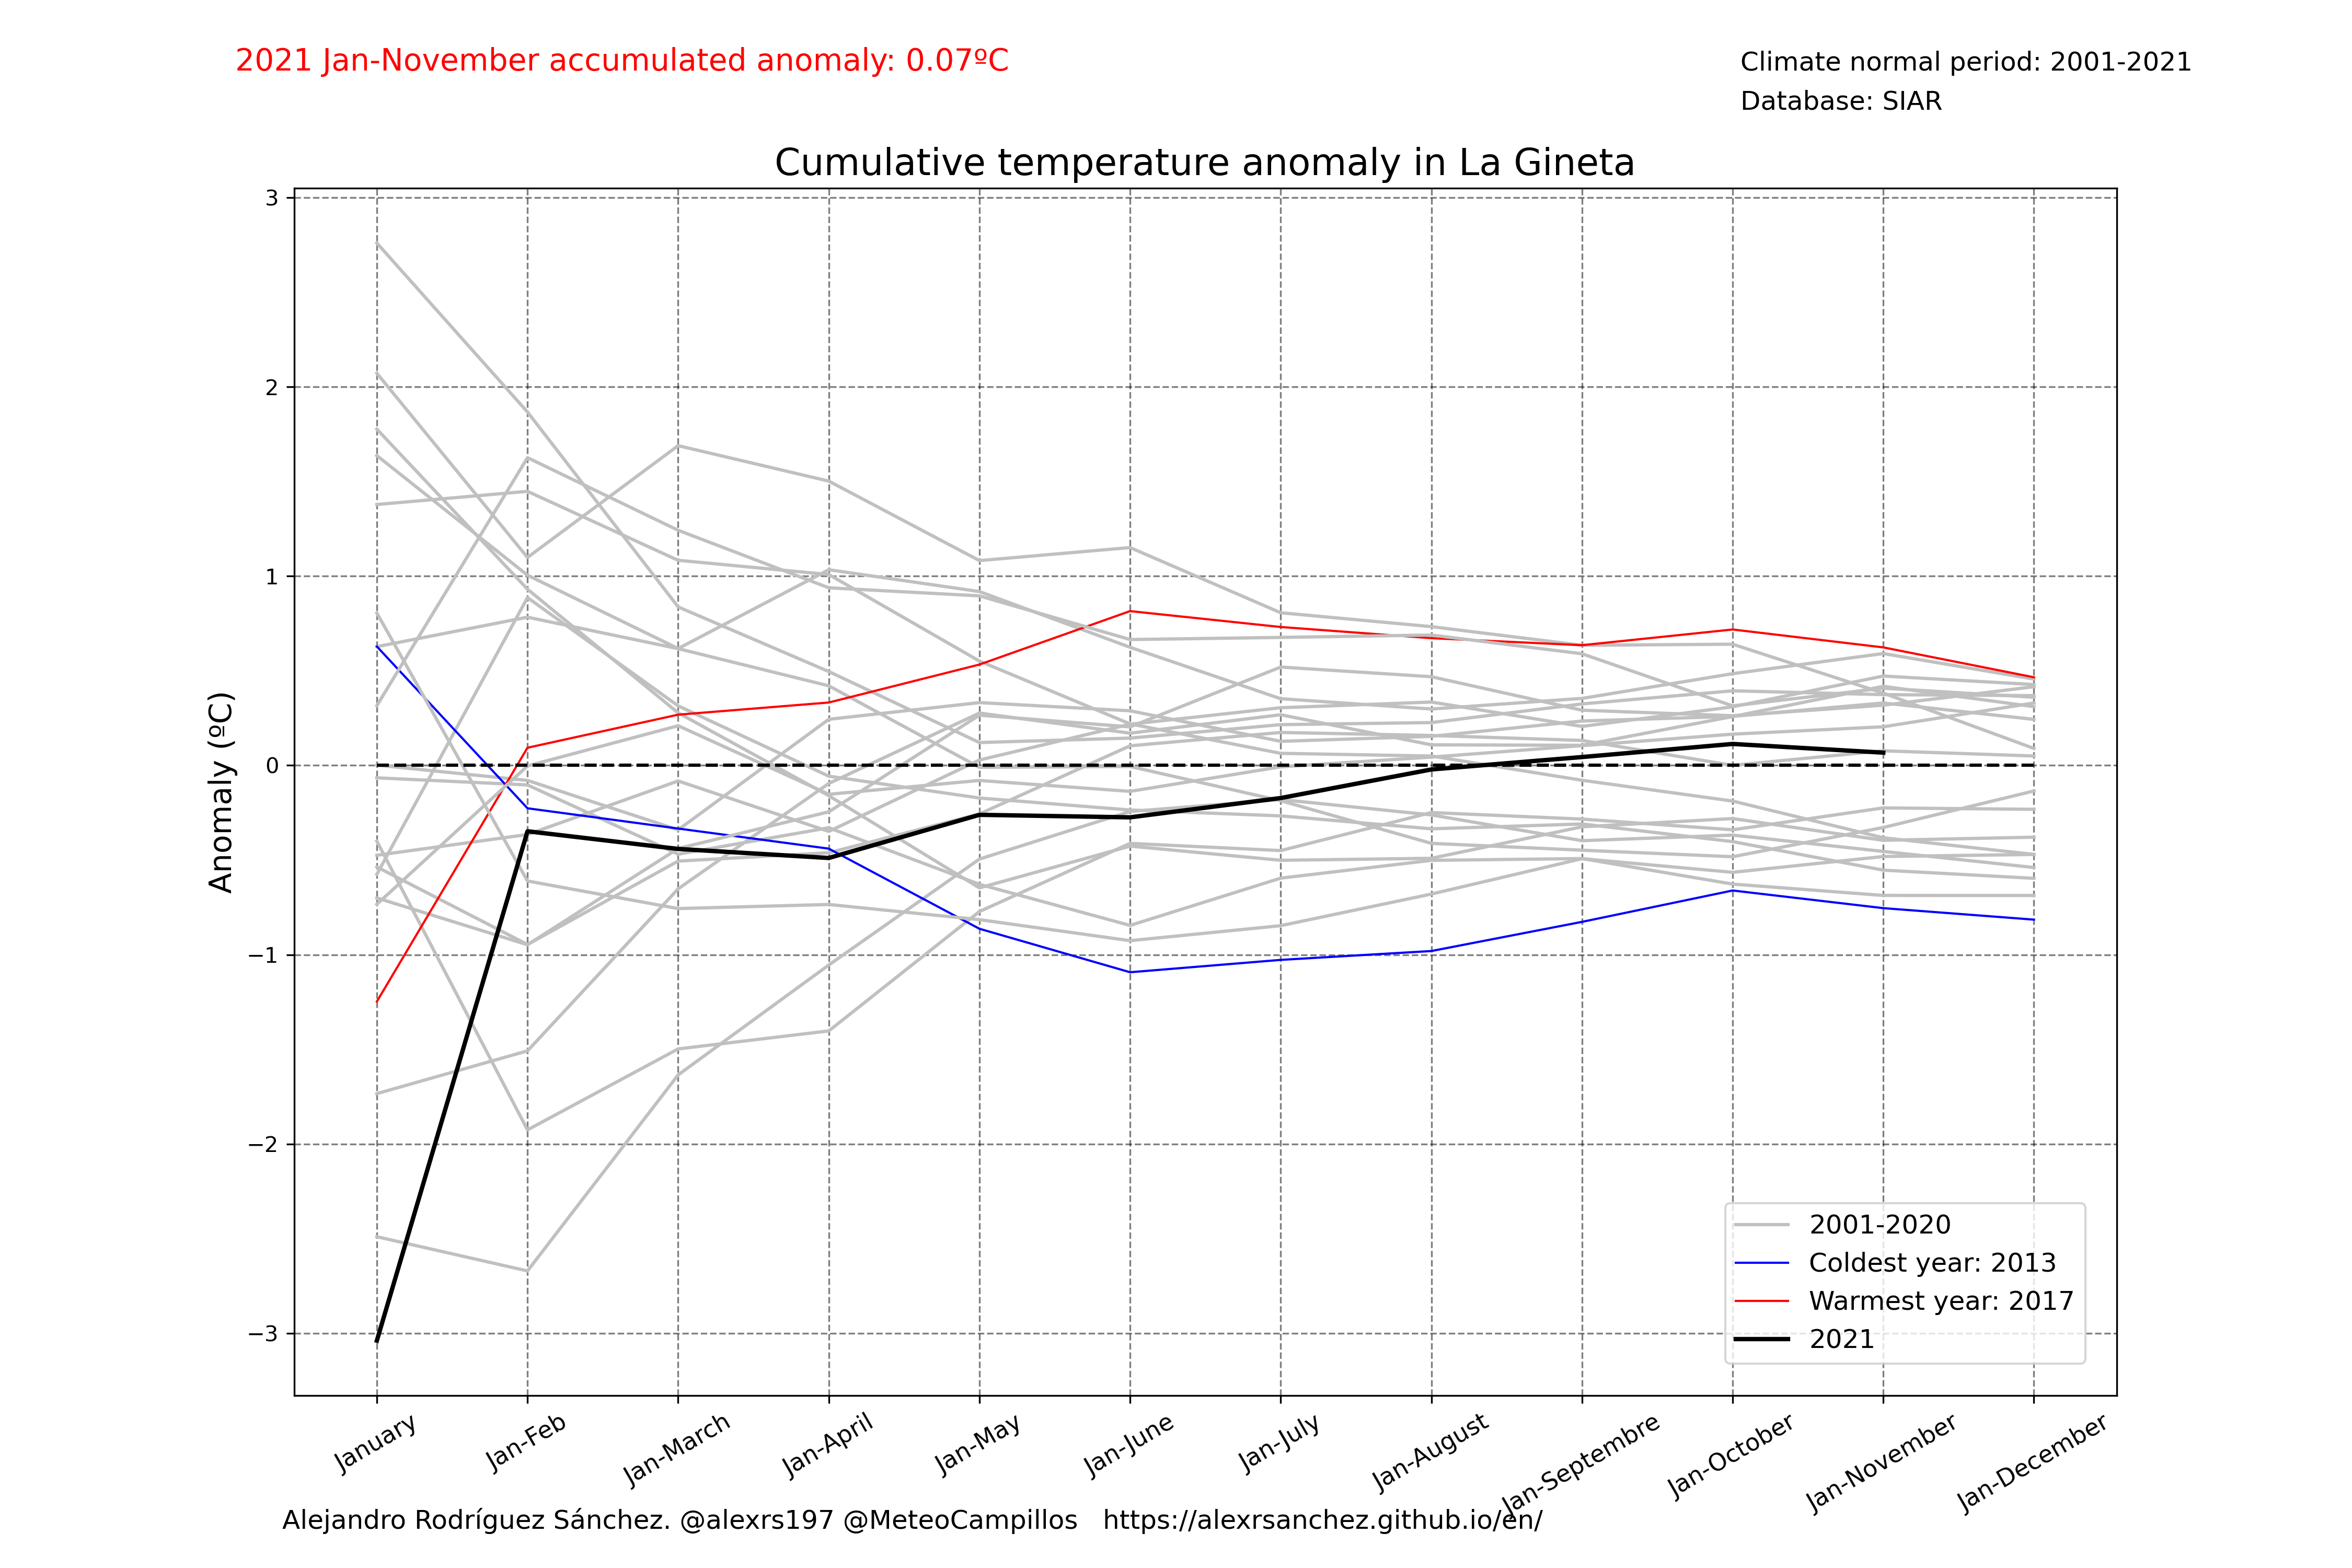 2021 Jan-November accumulated anomaly: 0.07ºC
Climate normal period: 2001-2021
Database: SIAR
Cumulative temperature anomaly in La Gineta
Anomaly (ºC)
3
2
1
0
−1
−2
−3
2001-2020
Coldest year: 2013
Warmest year: 2017
2021
January
Jan-Feb
Jan-March
Jan-April
Jan-May
Jan-June
Jan-July
Jan-August
Jan-Septembre
Jan-October
Jan-November
Jan-December
Alejandro Rodríguez Sánchez. @alexrs197 @MeteoCampillos   https://alexrsanchez.github.io/en/